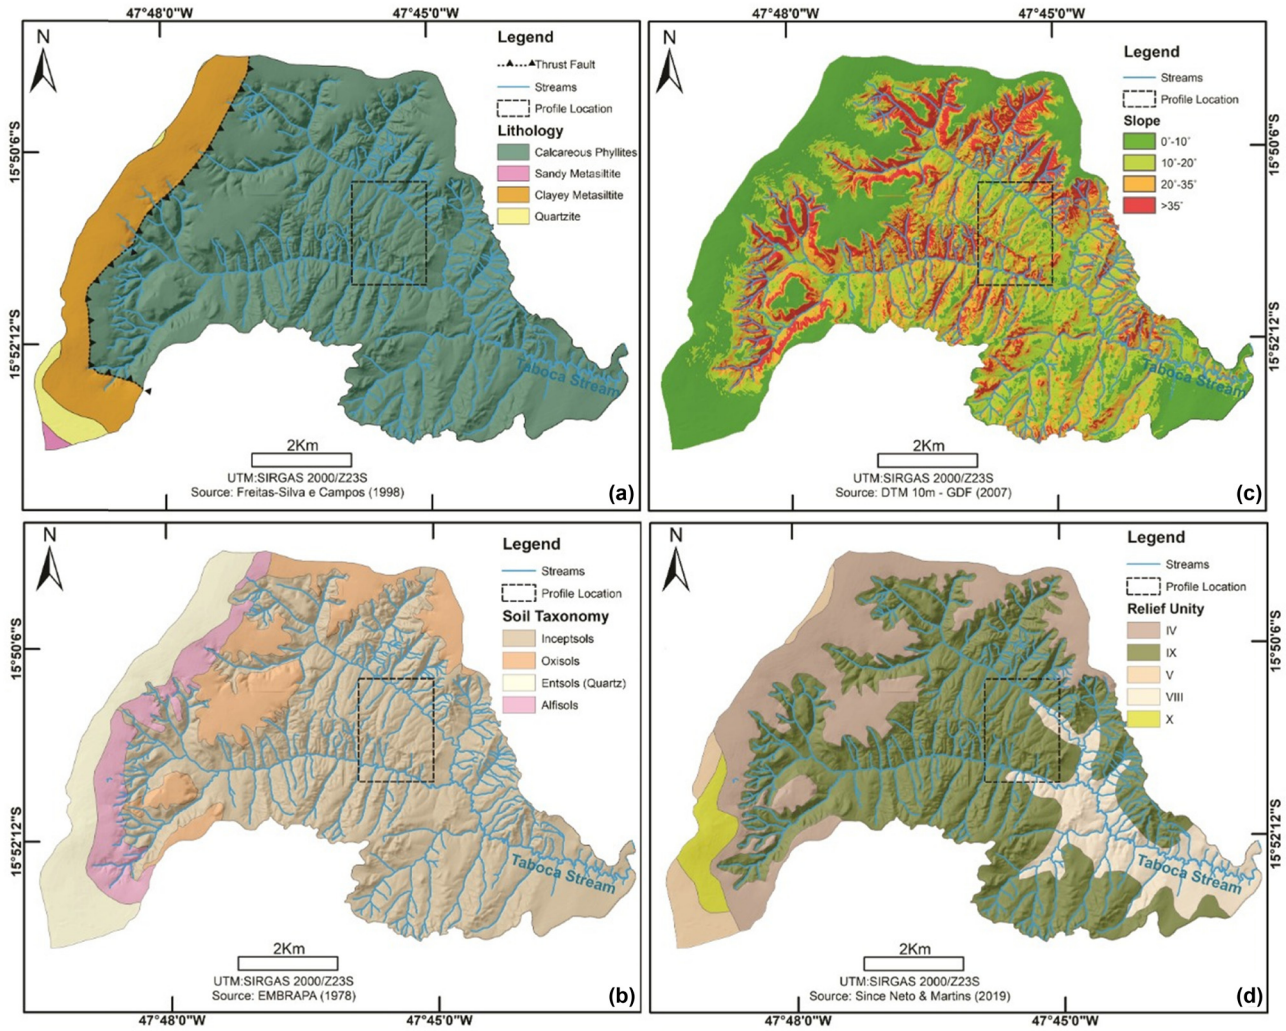 47°48'0"W
47°45'0"W
N
Legend
Thrust Fault
Streams
Profile Location
Lithology
Calcareous Phyllites
Sandy Metasiltite
Clayey Metasiltite
Quartzite
15°50'6"S
15°52'12"S
Taboca Stream
2Km
UTM:SIRGAS 2000/Z23S
Source: Freitas-Silva e Campos (1998)
(a)
47°48'0"W
47°45'0"W
N
Legend
Streams
Profile Location
Slope
0°-10°
10°-20°
20°-35°
>35°
15°50'6"S
15°52'12"S
Taboca Stream
2Km
UTM:SIRGAS 2000/Z23S
Source: DTM 10m - GDF (2007)
(c)
N
Legend
Streams
Profile Location
Soil Taxonomy
Inceptsols
Oxisols
Entsols (Quartz)
Alfisols
15°50'6"S
15°52'12"S
Taboca Stream
2Km
UTM:SIRGAS 2000/Z23S
Source: EMBRAPA (1978)
(b)
47°48'0"W
47°45'0"W
N
Legend
Streams
Profile Location
Relief Unity
IV
IX
V
VIII
X
15°50'6"S
15°52'12"S
Taboca Stream
2Km
UTM:SIRGAS 2000/Z23S
Source: Since Neto & Martins (2019)
(d)
47°48'0"W
47°45'0"W